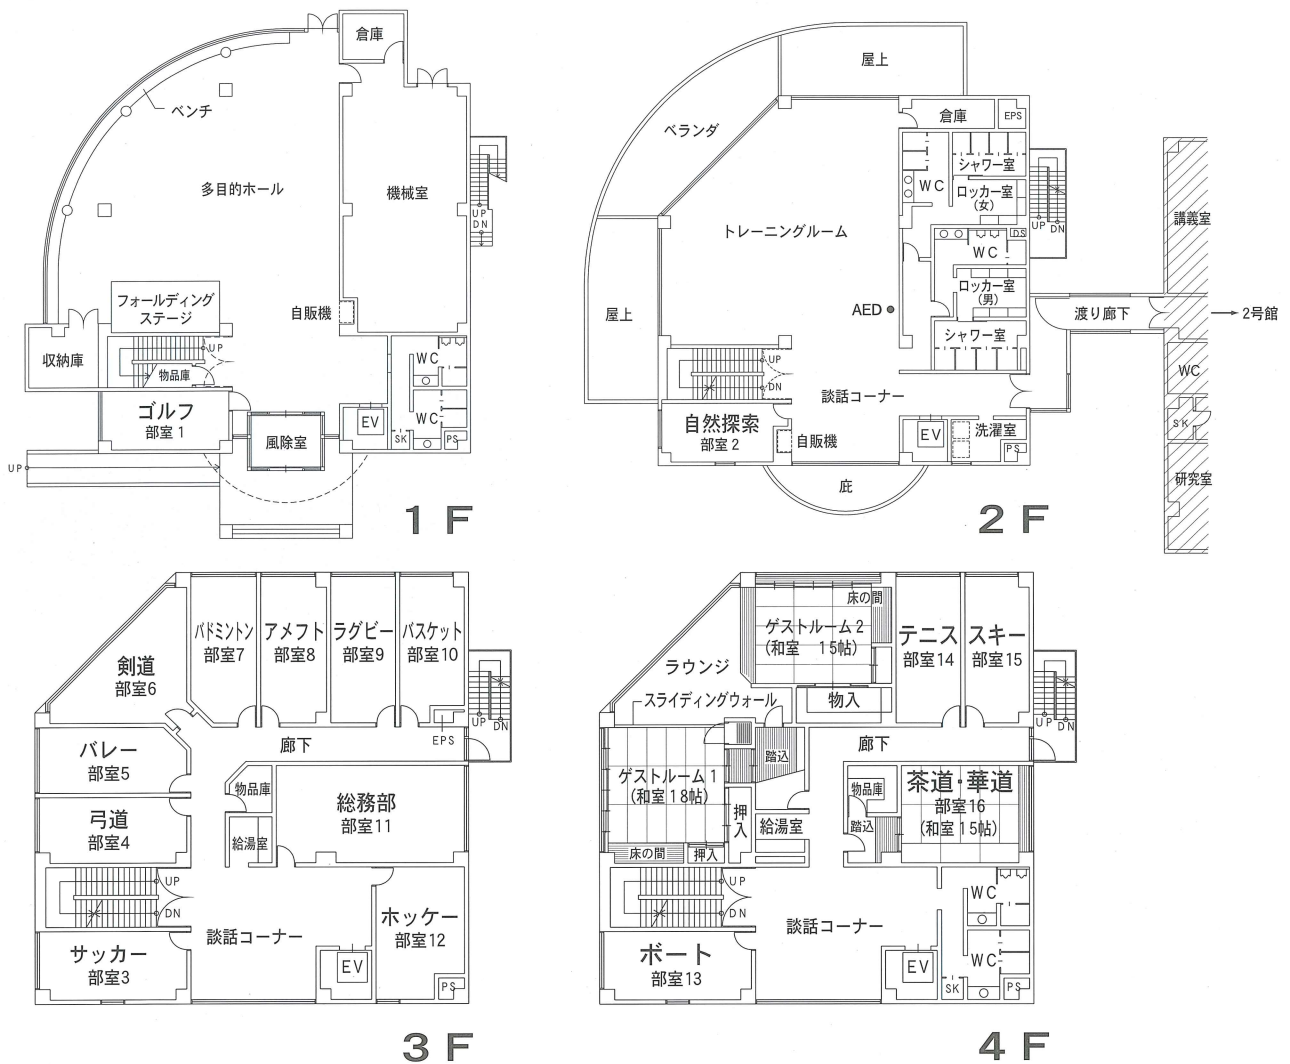 倉庫
ベンチ
多目的ホール
機械室
UP
DN
フォールディング
ステージ
自販機
収納庫
UP
物品庫
WC
ゴルフ
部室1
風除室
EV
WC
SK
PS
UP
1F
屋上
ベランダ
倉庫
EPS
シャワー室
WC
ロッカー室
(女)
トレーニングルーム
UP
DN
DS
WC
ロッカー室
(男)
AED
シャワー室
屋上
渡り廊下
2号館
講義室
WC
SK
研究室
UP
DN
談話コーナー
自然探索
部室2
自販機
EV
洗濯室
PS
庇
2F
バドミントン
部室7
アメフト
部室8
ラグビー
部室9
バスケット
部室10
剣道
部室6
UP
DN
EPS
廊下
バレー
部室5
物品庫
総務部
部室11
弓道
部室4
給湯室
UP
DN
ホッケー
部室12
談話コーナー
サッカー
部室3
EV
PS
3F
床の間
ゲストルーム2
(和室 15帖)
テニス
部室14
スキー
部室15
ラウンジ
スライディングウォール
物入
UP
DN
廊下
踏込
ゲストルーム1
(和室18帖)
押入
物品庫
茶道・華道
部室16
(和室15帖)
給湯室
踏込
床の間
押入
UP
DN
WC
談話コーナー
ボート
部室13
EV
WC
SK
PS
4F